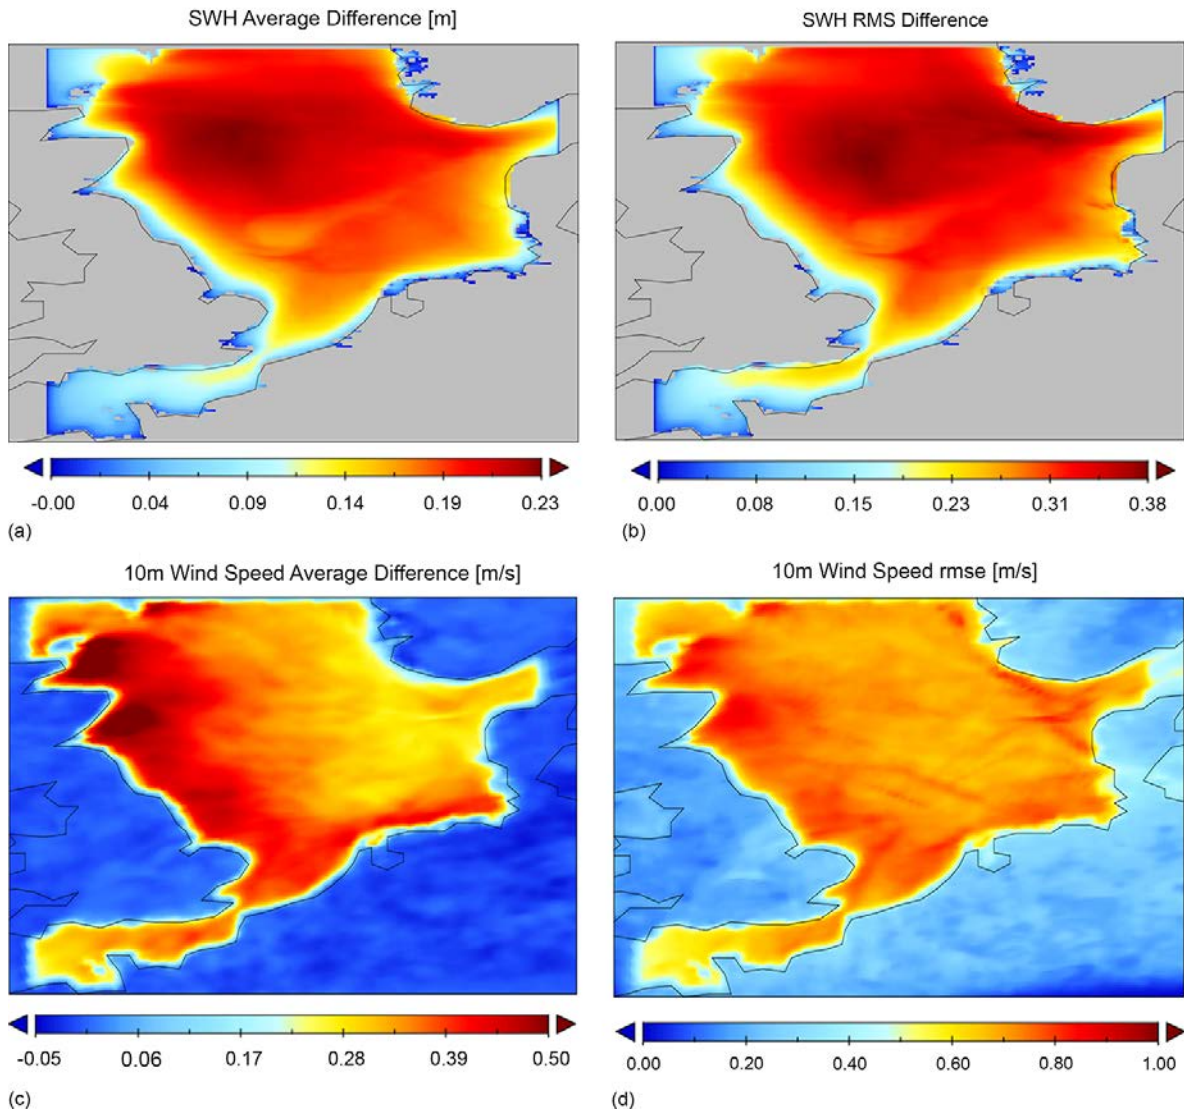 SWH Average Difference [m]
SWH RMS Difference
-0.00 0.04 0.09 0.14 0.19 0.23
0.00 0.08 0.15 0.23 0.31 0.38
(a)
(b)
10m Wind Speed Average Difference [m/s]
10m Wind Speed rmse [m/s]
-0.05 0.06 0.17 0.28 0.39 0.50
0.00 0.20 0.40 0.60 0.80 1.00
(c)
(d)